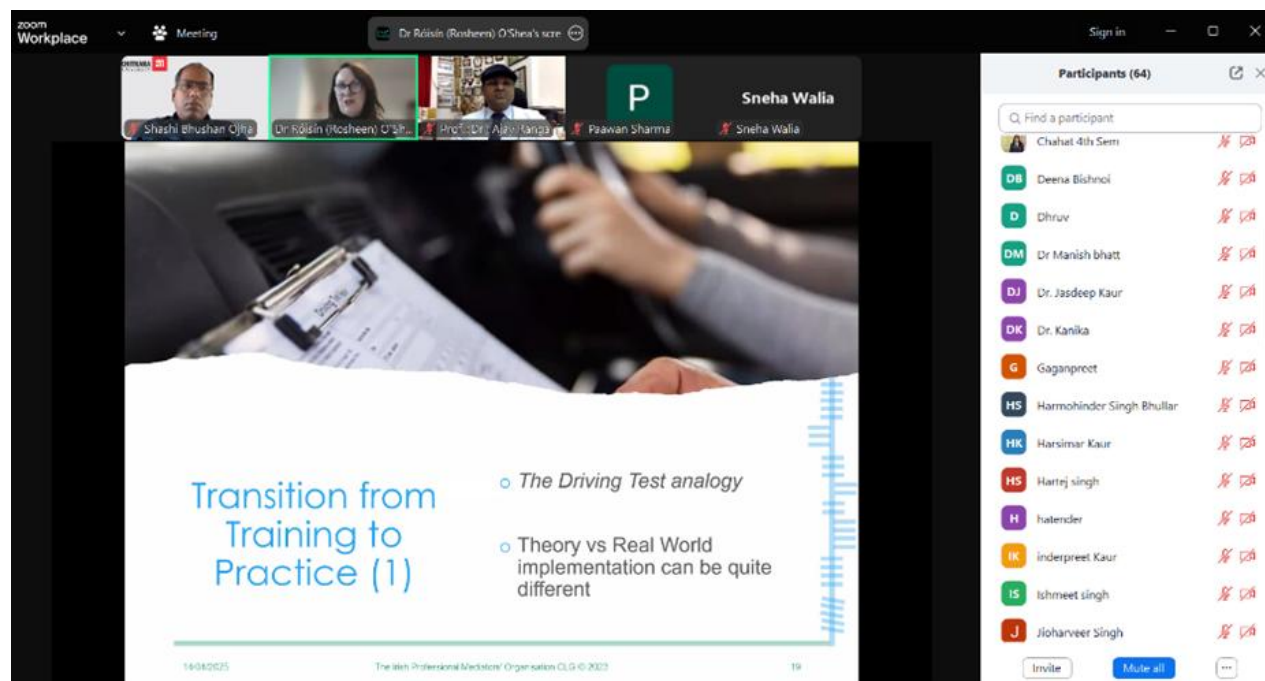 zoom
Workplace
Meeting
Dr Róisín (Rosheen) O'Shea's scre
Sign in
Shashi Bhushan Ojha
Dr Róisín (Rosheen) O'Sh...
Prof. (Dr.) Ajay Ranga
P
Paawan Sharma
Sneha Walia
Sneha Walia
Participants (64)
Find a participant
Chahat 4th Sem
DB Deena Bishnoi
D Dhruv
DM Dr Manish bhatt
DJ Dr. Jasdeep Kaur
DK Dr. Kanika
G Gaganpreet
HS Harmohinder Singh Bhullar
HK Harsimar Kaur
HS Hartej singh
H hatender
IK inderpreet Kaur
IS Ishmeet singh
J Jioharveer Singh
Invite
Mute all
Driving Test
Transition from
Training to
Practice (1)
The Driving Test analogy
Theory vs Real World
implementation can be quite
different
The Irish Professional Mediators' Organisation CLG © 2022
19